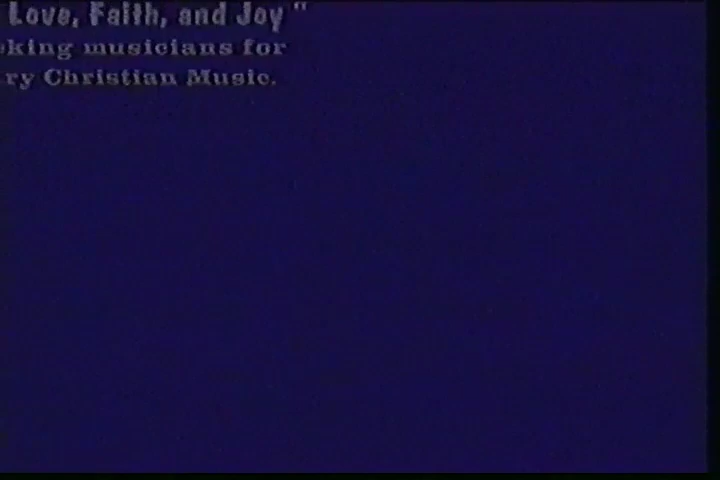 Love, Faith, and Joy "
king musicians for
ry Christian Music.